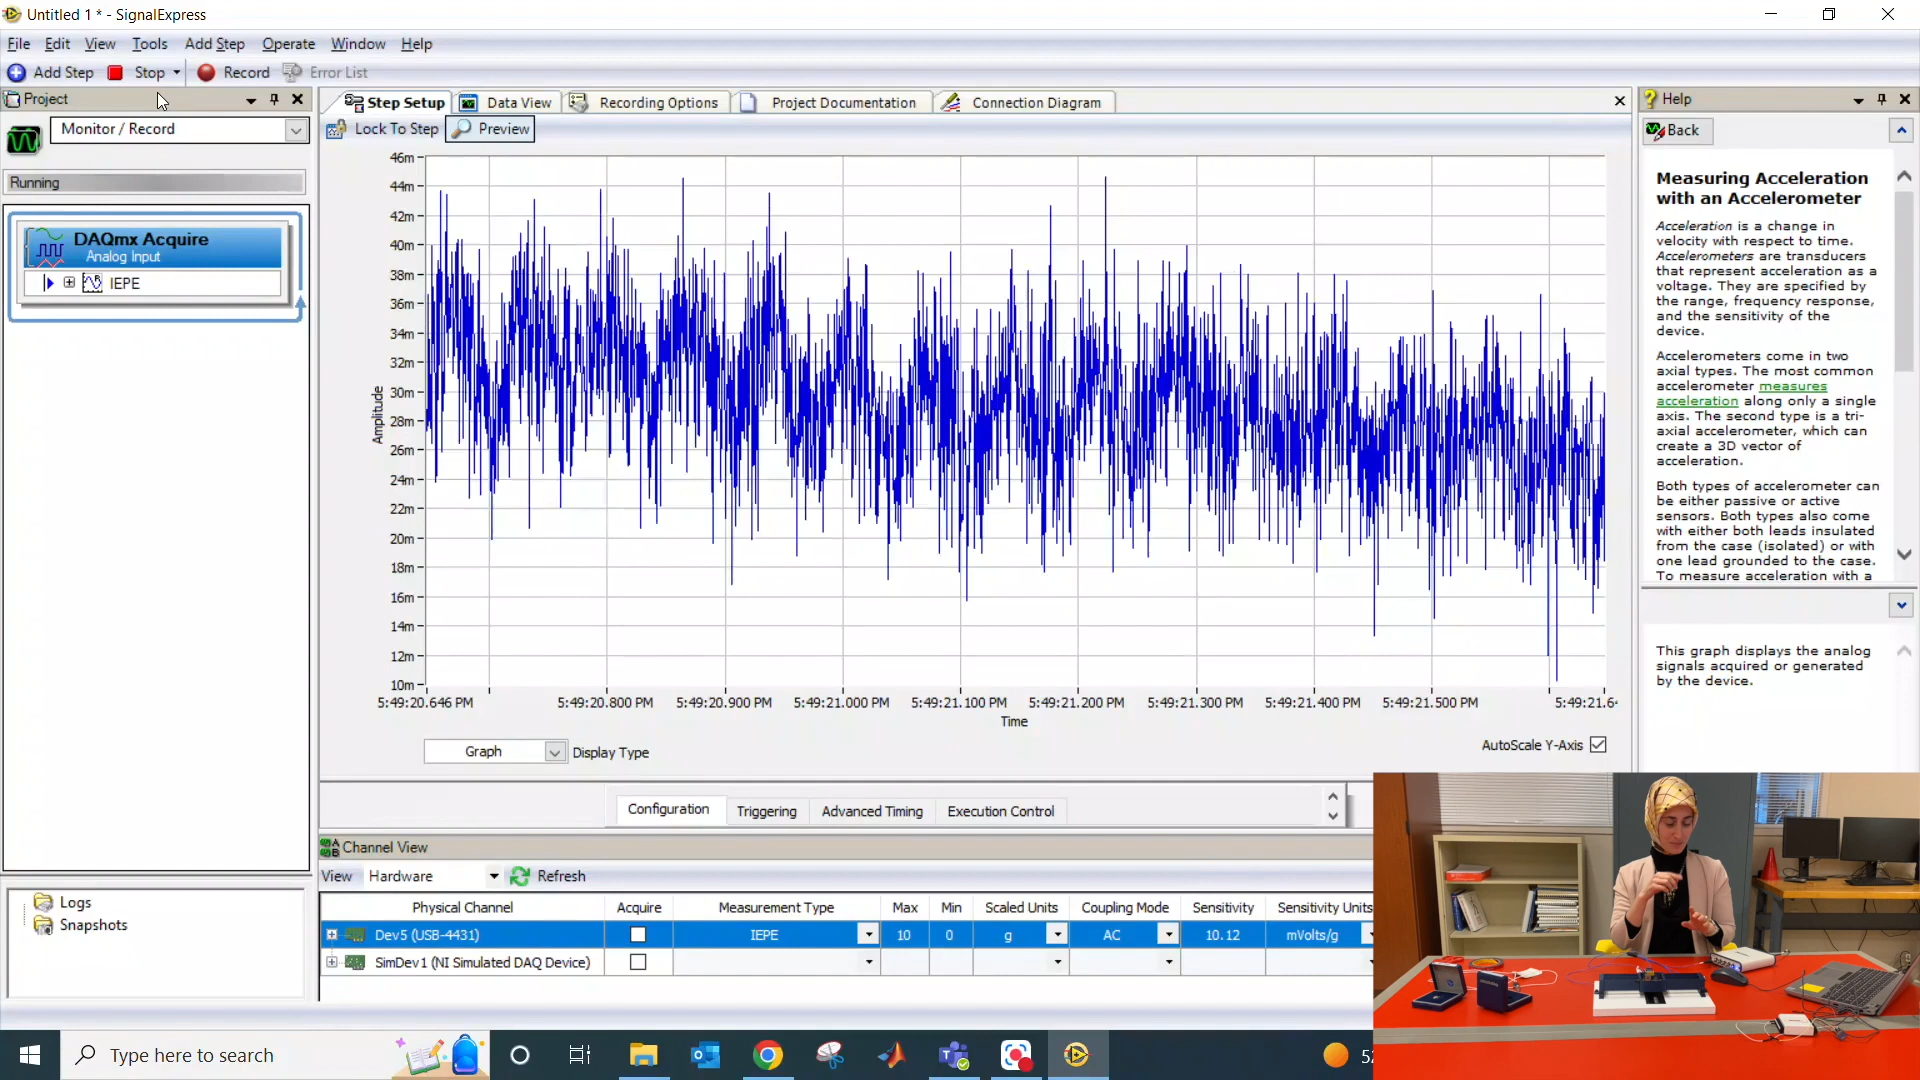 Untitled 1 * - SignalExpress
File Edit View Tools Add Step Operate Window Help
Add Step Stop Record Error List
Project
Monitor / Record
Running
DAQmx Acquire
Analog Input
IEPE
Logs
Snapshots
Step Setup Data View Recording Options Project Documentation Connection Diagram
Lock To Step Preview
46m
44m
42m
40m
38m
36m
34m
32m
30m
28m
26m
24m
22m
20m
18m
16m
14m
12m
10m
Amplitude
5:49:20.646 PM 5:49:20.800 PM 5:49:20.900 PM 5:49:21.000 PM 5:49:21.100 PM 5:49:21.200 PM 5:49:21.300 PM 5:49:21.400 PM 5:49:21.500 PM 5:49:21.6
Time
Graph Display Type AutoScale Y-Axis
Configuration Triggering Advanced Timing Execution Control
Channel View
View Hardware Refresh
Physical Channel Acquire Measurement Type Max Min Scaled Units Coupling Mode Sensitivity Sensitivity Units
Dev5 (USB-4431) IEPE 10 0 g AC 10.12 mVolts/g
SimDev1 (NI Simulated DAQ Device)
Help
Back
Measuring Acceleration
with an Accelerometer
Acceleration is a change in
velocity with respect to time.
Accelerometers are transducers
that represent acceleration as a
voltage. They are specified by
the range, frequency response,
and the sensitivity of the
device.
Accelerometers come in two
axial types. The most common
accelerometer measures
acceleration along only a single
axis. The second type is a tri-
axial accelerometer, which can
create a 3D vector of
acceleration.
Both types of accelerometer can
be either passive or active
sensors. Both types also come
with either both leads insulated
from the case (isolated) or with
one lead grounded to the case.
To measure acceleration with a
This graph displays the analog
signals acquired or generated
by the device.
Type here to search